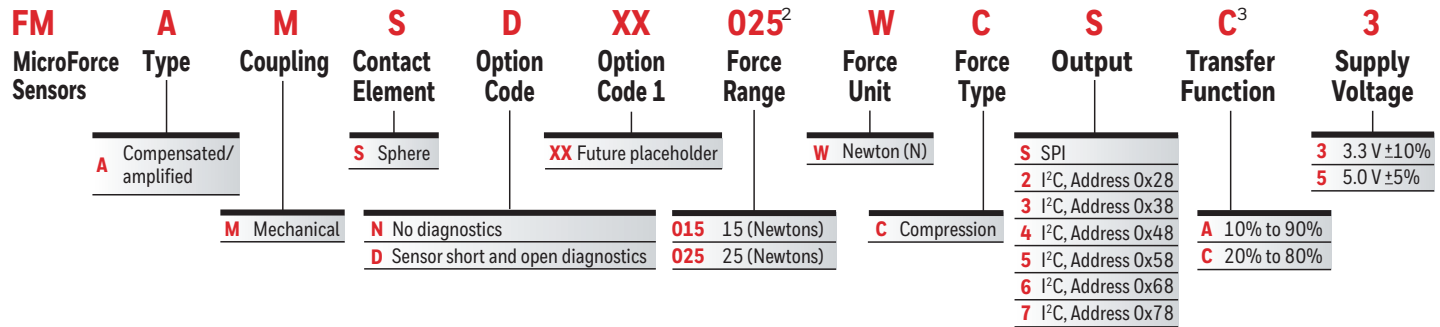 FM A M S D XX 025² W C S C³ 3
MicroForce Sensors
Type
Coupling
Contact Element
Option Code
Option Code 1
Force Range
Force Unit
Force Type
Output
Transfer Function
Supply Voltage
A Compensated/ amplified
M Mechanical
S Sphere
N No diagnostics
D Sensor short and open diagnostics
XX Future placeholder
015 15 (Newtons)
025 25 (Newtons)
W Newton (N)
C Compression
S SPI
2 I²C, Address 0x28
3 I²C, Address 0x38
4 I²C, Address 0x48
5 I²C, Address 0x58
6 I²C, Address 0x68
7 I²C, Address 0x78
A 10% to 90%
C 20% to 80%
3 3.3 V ±10%
5 5.0 V ±5%